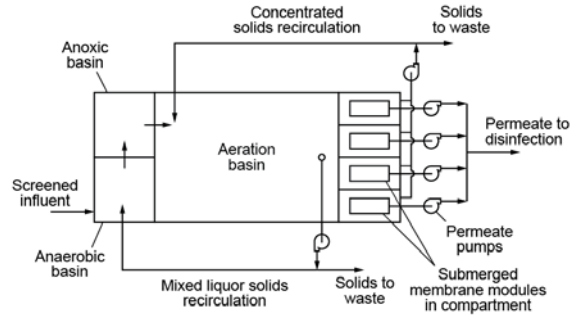 Concentrated
solids recirculation
Solids
to waste
Anoxic
basin
Aeration
basin
Permeate to
disinfection
Screened
influent
Anaerobic
basin
Mixed liquor solids
recirculation
Solids to
waste
Permeate
pumps
Submerged
membrane modules
in compartment